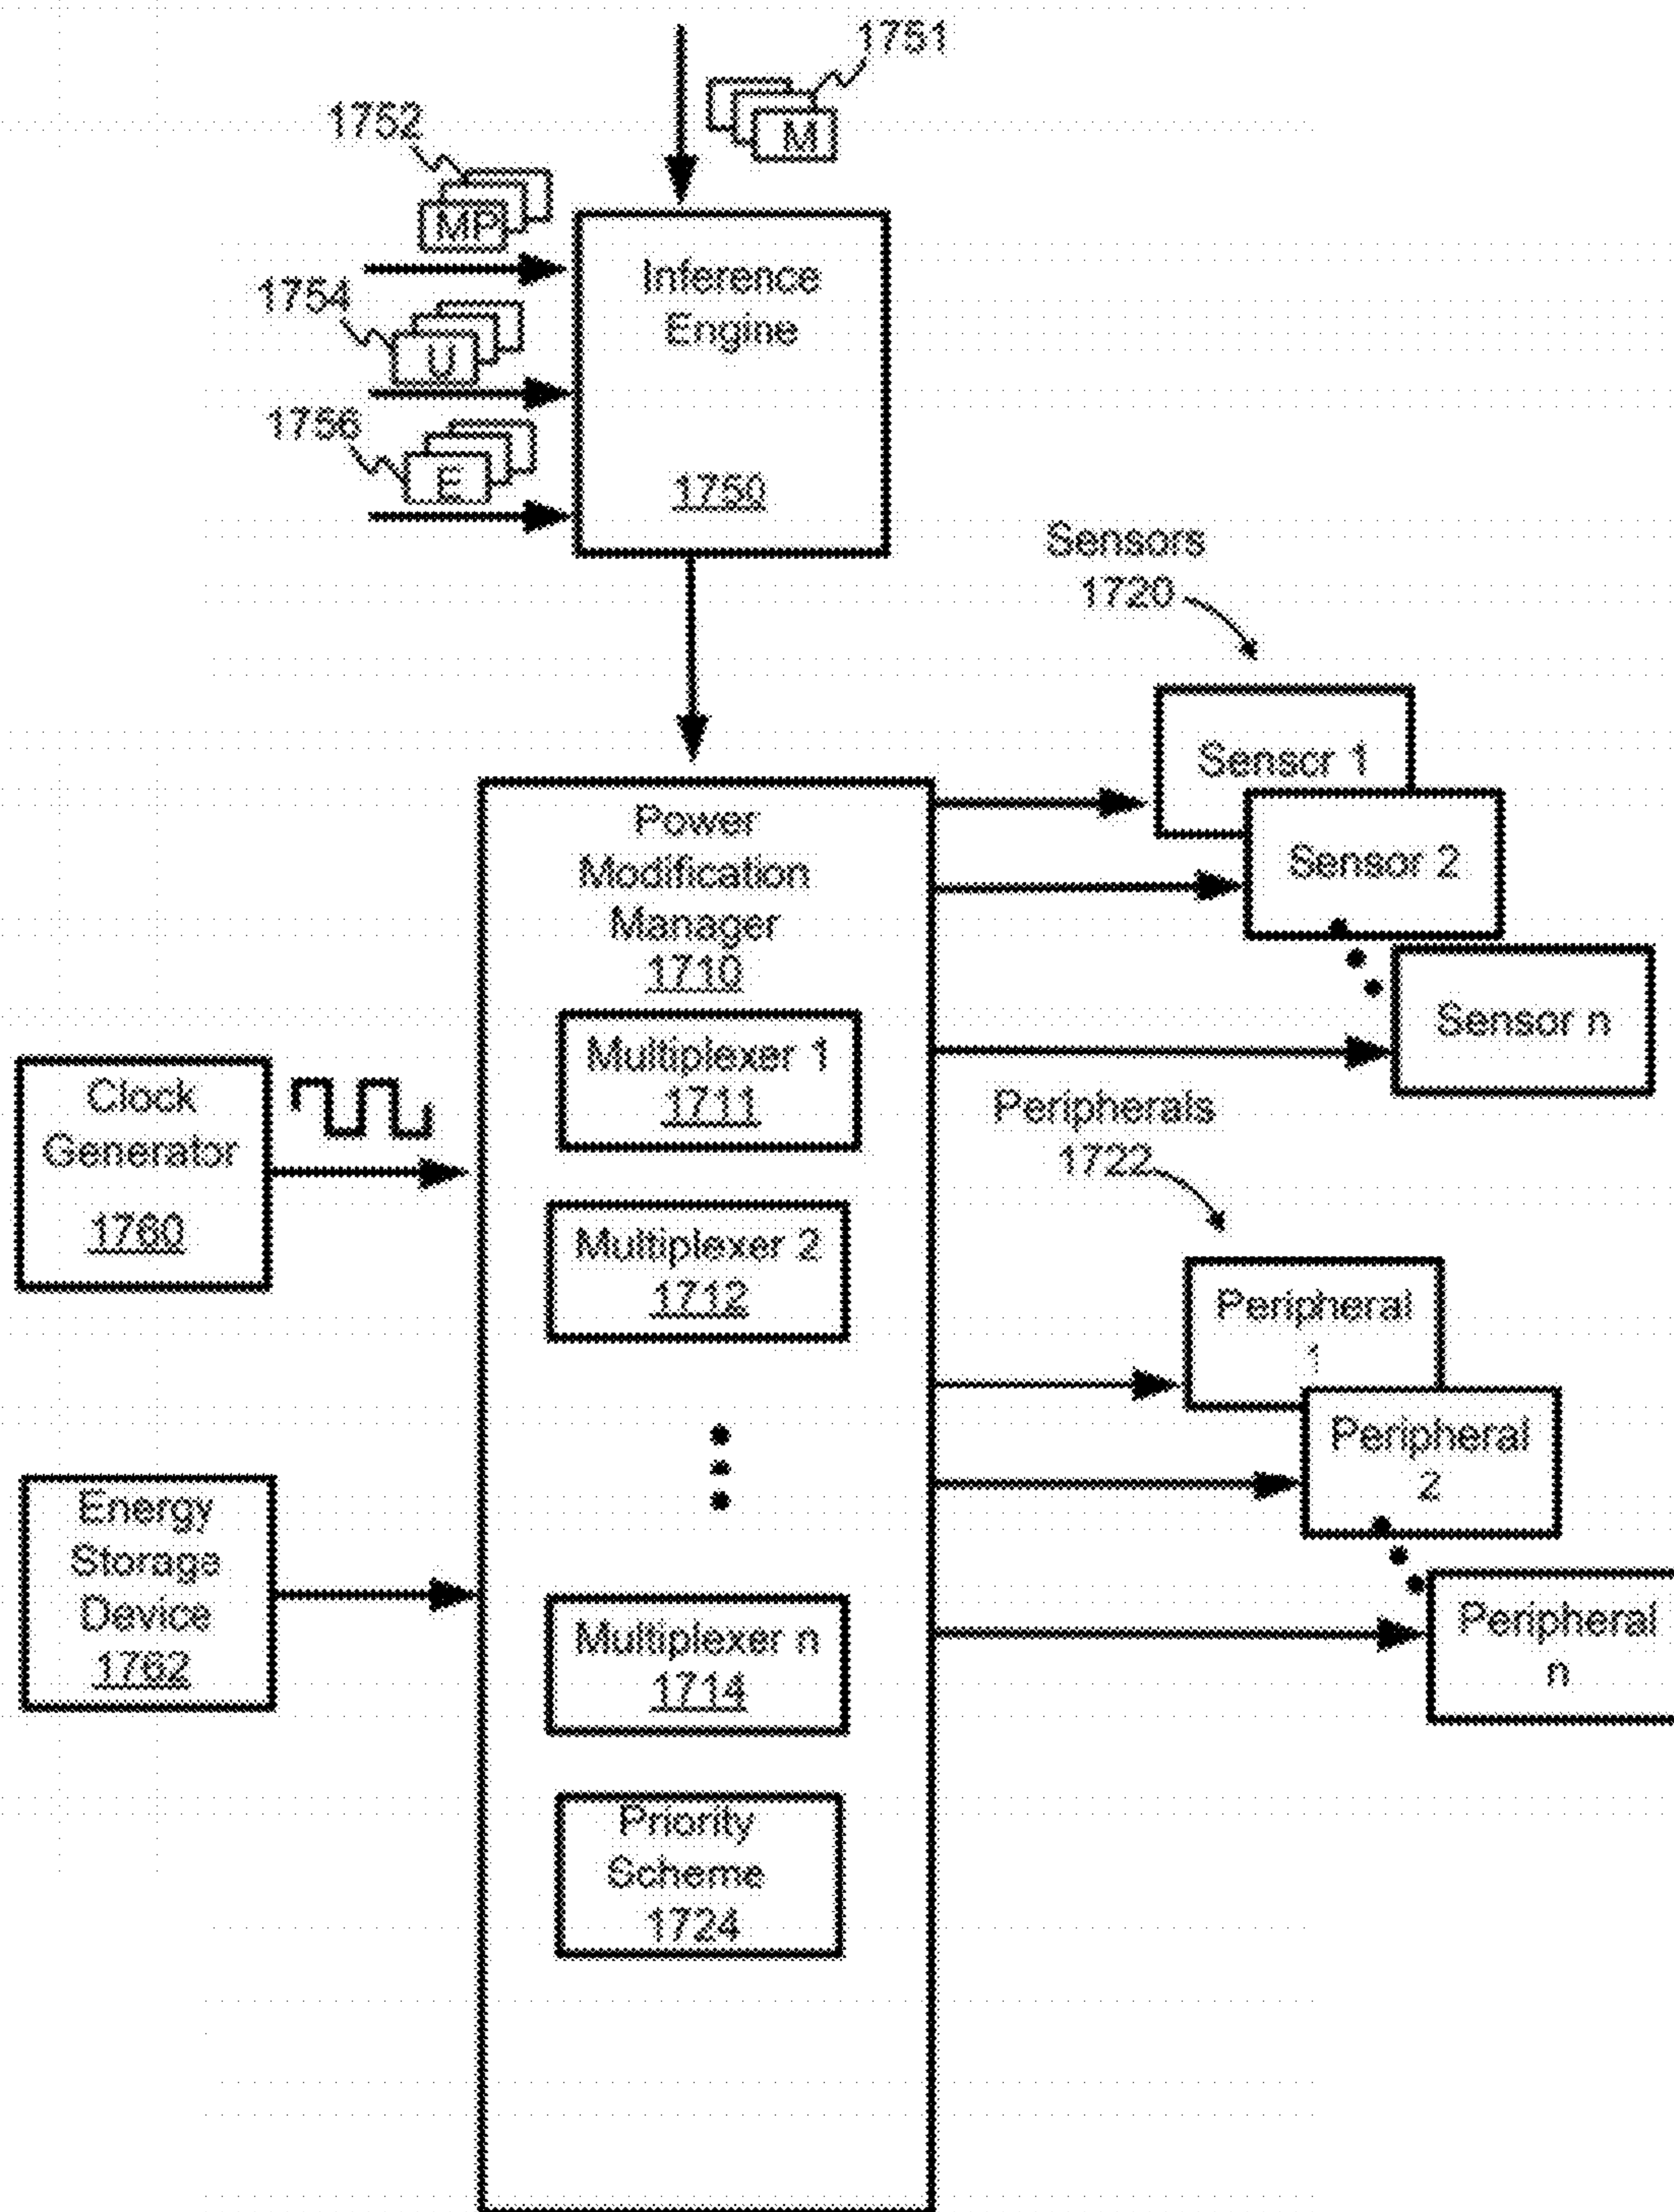 1751
M
1752
MP
1754
U
1756
E
Inference
Engine
1750
Sensors
1720
Sensor 1
Sensor 2
Sensor n
Power
Modification
Manager
1710
Multiplexer 1
1711
Multiplexer 2
1712
Multiplexer n
1714
Priority
Scheme
1724
Clock
Generator
1760
Energy
Storage
Device
1762
Peripherals
1722
Peripheral
1
Peripheral
2
Peripheral
n